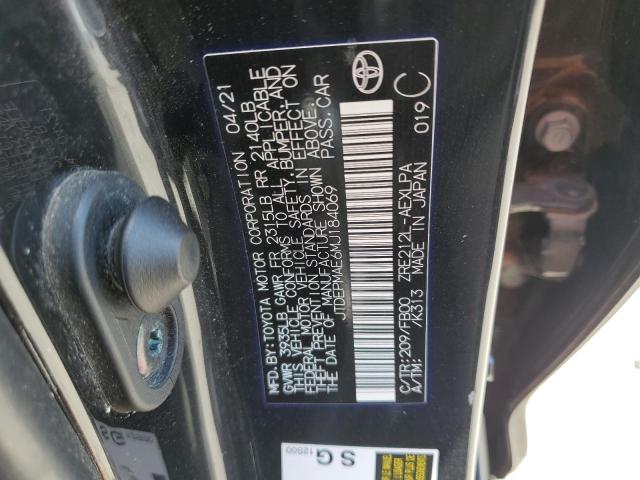 MFD.BY:TOYOTA MOTOR CORPORATION 04/21
GVWR 3935LB GAWR FR 2315LB RR 2140LB
THIS VEHICLE CONFORMS TO ALL APPLICABLE
FEDERAL MOTOR VEHICLE SAFETY, BUMPER, AND
THEFT PREVENTION STANDARDS IN EFFECT ON
THE DATE OF MANUFACTURE SHOWN ABOVE.
JTDEPMAE6MJ184069 PASS.CAR
C/TR:209/FB00 ZRE212L-AEXLPA 019 C
A/TM: /K313 MADE IN JAPAN
SG
12900